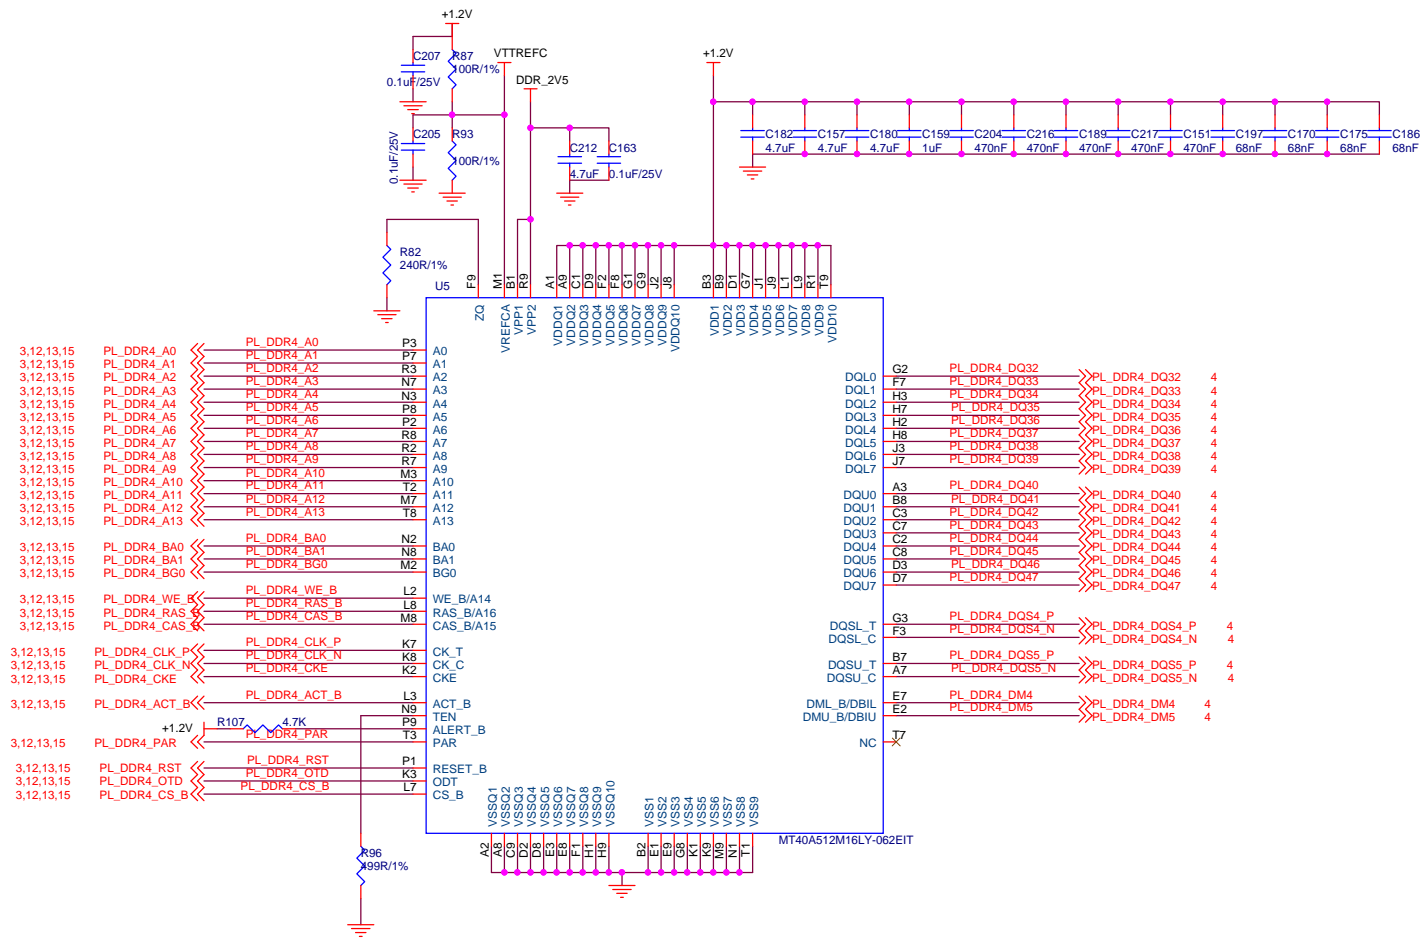 +1.2V
C207
0.1uF/25V
R87
100R/1%
VTTREFC
DDR_2V5
+1.2V
C205
0.1uF/25V
R93
100R/1%
C212
4.7uF
C163
0.1uF/25V
C182 C157 C180 C159 C204 C216 C189 C217 C151 C197 C170 C175 C186
4.7uF 4.7uF 4.7uF 1uF 470nF 470nF 470nF 470nF 470nF 68nF 68nF 68nF 68nF
R82
240R/1%
U5
F9 M1 B1 R9 A1 A9 C1 D9 F2 F8 G1 G9 J2 J8 B3 B9 D1 G7 J1 J9 L1 L9 R1 T9
ZQ VREFCA VPP1 VPP2 VDDQ1 VDDQ2 VDDQ3 VDDQ4 VDDQ5 VDDQ6 VDDQ7 VDDQ8 VDDQ9 VDDQ10 VDD1 VDD2 VDD3 VDD4 VDD5 VDD6 VDD7 VDD8 VDD9 VDD10
3,12,13,15 PL_DDR4_A0 PL_DDR4_A0 P3 A0
3,12,13,15 PL_DDR4_A1 PL_DDR4_A1 P7 A1
3,12,13,15 PL_DDR4_A2 PL_DDR4_A2 R3 A2
3,12,13,15 PL_DDR4_A3 PL_DDR4_A3 N7 A3
3,12,13,15 PL_DDR4_A4 PL_DDR4_A4 N3 A4
3,12,13,15 PL_DDR4_A5 PL_DDR4_A5 P8 A5
3,12,13,15 PL_DDR4_A6 PL_DDR4_A6 P2 A6
3,12,13,15 PL_DDR4_A7 PL_DDR4_A7 R8 A7
3,12,13,15 PL_DDR4_A8 PL_DDR4_A8 R2 A8
3,12,13,15 PL_DDR4_A9 PL_DDR4_A9 R7 A9
3,12,13,15 PL_DDR4_A10 PL_DDR4_A10 M3 A10
3,12,13,15 PL_DDR4_A11 PL_DDR4_A11 T2 A11
3,12,13,15 PL_DDR4_A12 PL_DDR4_A12 M7 A12
3,12,13,15 PL_DDR4_A13 PL_DDR4_A13 T8 A13
3,12,13,15 PL_DDR4_BA0 PL_DDR4_BA0 N2 BA0
3,12,13,15 PL_DDR4_BA1 PL_DDR4_BA1 N8 BA1
3,12,13,15 PL_DDR4_BG0 PL_DDR4_BG0 M2 BG0
3,12,13,15 PL_DDR4_WE_B PL_DDR4_WE_B L2 WE_B/A14
3,12,13,15 PL_DDR4_RAS_B PL_DDR4_RAS_B L8 RAS_B/A16
3,12,13,15 PL_DDR4_CAS_B PL_DDR4_CAS_B M8 CAS_B/A15
3,12,13,15 PL_DDR4_CLK_P PL_DDR4_CLK_P K7 CK_T
3,12,13,15 PL_DDR4_CLK_N PL_DDR4_CLK_N K8 CK_C
3,12,13,15 PL_DDR4_CKE PL_DDR4_CKE K2 CKE
3,12,13,15 PL_DDR4_ACT_B PL_DDR4_ACT_B L3 ACT_B
N9 TEN
+1.2V R107 4.7K P9 ALERT_B
3,12,13,15 PL_DDR4_PAR PL_DDR4_PAR T3 PAR
3,12,13,15 PL_DDR4_RST PL_DDR4_RST P1 RESET_B
3,12,13,15 PL_DDR4_OTD PL_DDR4_OTD K3 ODT
3,12,13,15 PL_DDR4_CS_B PL_DDR4_CS_B L7 CS_B
DQL0 G2 PL_DDR4_DQ32 PL_DDR4_DQ32 4
DQL1 F7 PL_DDR4_DQ33 PL_DDR4_DQ33 4
DQL2 H3 PL_DDR4_DQ34 PL_DDR4_DQ34 4
DQL3 H7 PL_DDR4_DQ35 PL_DDR4_DQ35 4
DQL4 H2 PL_DDR4_DQ36 PL_DDR4_DQ36 4
DQL5 H8 PL_DDR4_DQ37 PL_DDR4_DQ37 4
DQL6 J3 PL_DDR4_DQ38 PL_DDR4_DQ38 4
DQL7 J7 PL_DDR4_DQ39 PL_DDR4_DQ39 4
DQU0 A3 PL_DDR4_DQ40 PL_DDR4_DQ40 4
DQU1 B8 PL_DDR4_DQ41 PL_DDR4_DQ41 4
DQU2 C3 PL_DDR4_DQ42 PL_DDR4_DQ42 4
DQU3 C7 PL_DDR4_DQ43 PL_DDR4_DQ43 4
DQU4 C2 PL_DDR4_DQ44 PL_DDR4_DQ44 4
DQU5 C8 PL_DDR4_DQ45 PL_DDR4_DQ45 4
DQU6 D3 PL_DDR4_DQ46 PL_DDR4_DQ46 4
DQU7 D7 PL_DDR4_DQ47 PL_DDR4_DQ47 4
DQSL_T G3 PL_DDR4_DQS4_P PL_DDR4_DQS4_P 4
DQSL_C F3 PL_DDR4_DQS4_N PL_DDR4_DQS4_N 4
DQSU_T B7 PL_DDR4_DQS5_P PL_DDR4_DQS5_P 4
DQSU_C A7 PL_DDR4_DQS5_N PL_DDR4_DQS5_N 4
DML_B/DBIL E7 PL_DDR4_DM4 PL_DDR4_DM4 4
DMU_B/DBIU E2 PL_DDR4_DM5 PL_DDR4_DM5 4
NC T7
VSSQ1 VSSQ2 VSSQ3 VSSQ4 VSSQ5 VSSQ6 VSSQ7 VSSQ8 VSSQ9 VSSQ10 VSS1 VSS2 VSS3 VSS4 VSS5 VSS6 VSS7 VSS8 VSS9
A2 A8 C9 D2 D8 E3 E8 F1 H1 H9 B2 E1 E9 G8 K1 K9 M9 N1 T1
MT40A512M16LY-062EIT
R96
499R/1%